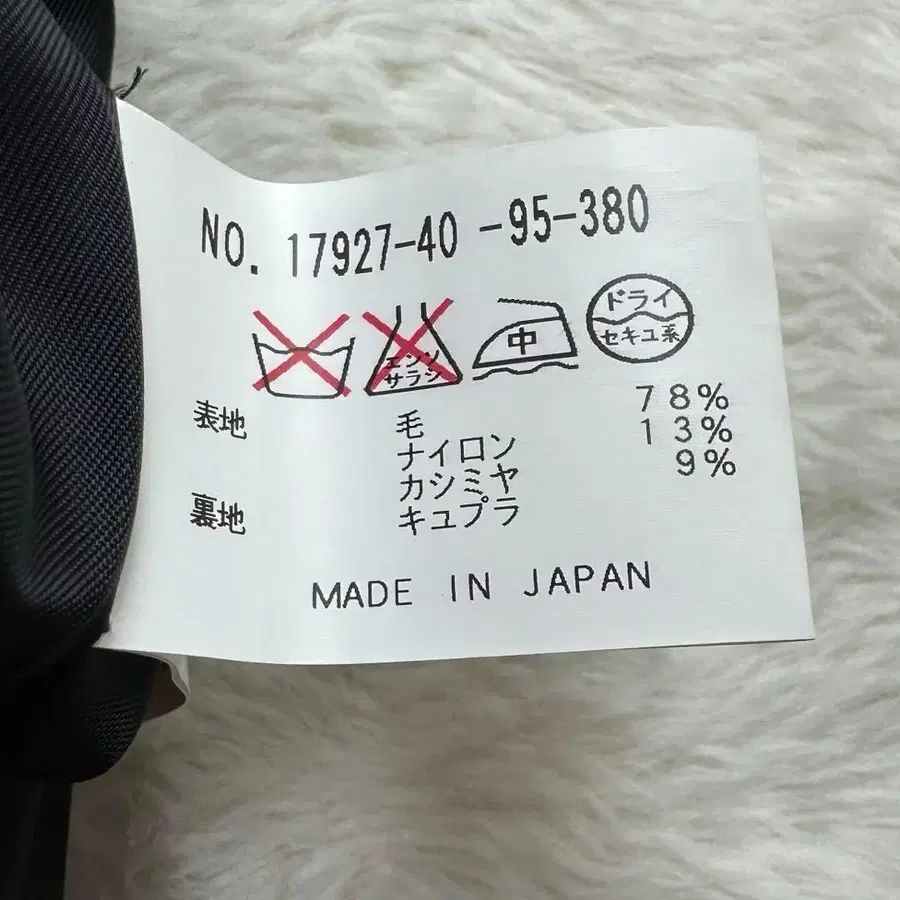 NO. 17927-40 -95-380
エンソ サラシ 中 ドライ セキユ系
表地 毛 78%
ナイロン 13%
カシミヤ 9%
裏地 キュプラ
MADE IN JAPAN